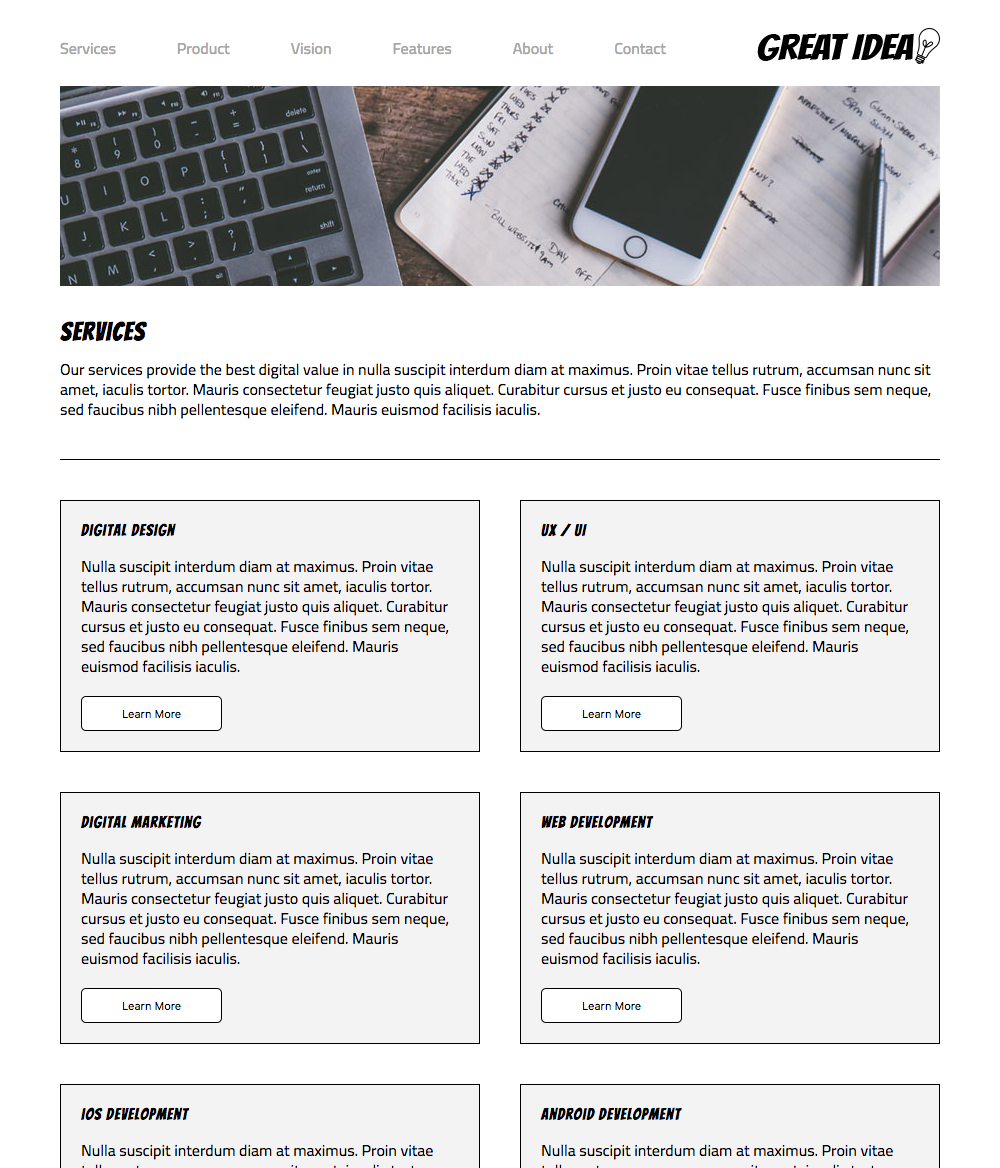 Services Product Vision Features About Contact GREAT IDEA
delete
enter
return
shift
DAY
OFF
SERVICES
Our services provide the best digital value in nulla suscipit interdum diam at maximus. Proin vitae tellus rutrum, accumsan nunc sit
amet, iaculis tortor. Mauris consectetur feugiat justo quis aliquet. Curabitur cursus et justo eu consequat. Fusce finibus sem neque,
sed faucibus nibh pellentesque eleifend. Mauris euismod facilisis iaculis.
DIGITAL DESIGN
Nulla suscipit interdum diam at maximus. Proin vitae
tellus rutrum, accumsan nunc sit amet, iaculis tortor.
Mauris consectetur feugiat justo quis aliquet. Curabitur
cursus et justo eu consequat. Fusce finibus sem neque,
sed faucibus nibh pellentesque eleifend. Mauris
euismod facilisis iaculis.
Learn More
UX / UI
Nulla suscipit interdum diam at maximus. Proin vitae
tellus rutrum, accumsan nunc sit amet, iaculis tortor.
Mauris consectetur feugiat justo quis aliquet. Curabitur
cursus et justo eu consequat. Fusce finibus sem neque,
sed faucibus nibh pellentesque eleifend. Mauris
euismod facilisis iaculis.
Learn More
DIGITAL MARKETING
Nulla suscipit interdum diam at maximus. Proin vitae
tellus rutrum, accumsan nunc sit amet, iaculis tortor.
Mauris consectetur feugiat justo quis aliquet. Curabitur
cursus et justo eu consequat. Fusce finibus sem neque,
sed faucibus nibh pellentesque eleifend. Mauris
euismod facilisis iaculis.
Learn More
WEB DEVELOPMENT
Nulla suscipit interdum diam at maximus. Proin vitae
tellus rutrum, accumsan nunc sit amet, iaculis tortor.
Mauris consectetur feugiat justo quis aliquet. Curabitur
cursus et justo eu consequat. Fusce finibus sem neque,
sed faucibus nibh pellentesque eleifend. Mauris
euismod facilisis iaculis.
Learn More
IOS DEVELOPMENT
Nulla suscipit interdum diam at maximus. Proin vitae
ANDROID DEVELOPMENT
Nulla suscipit interdum diam at maximus. Proin vitae